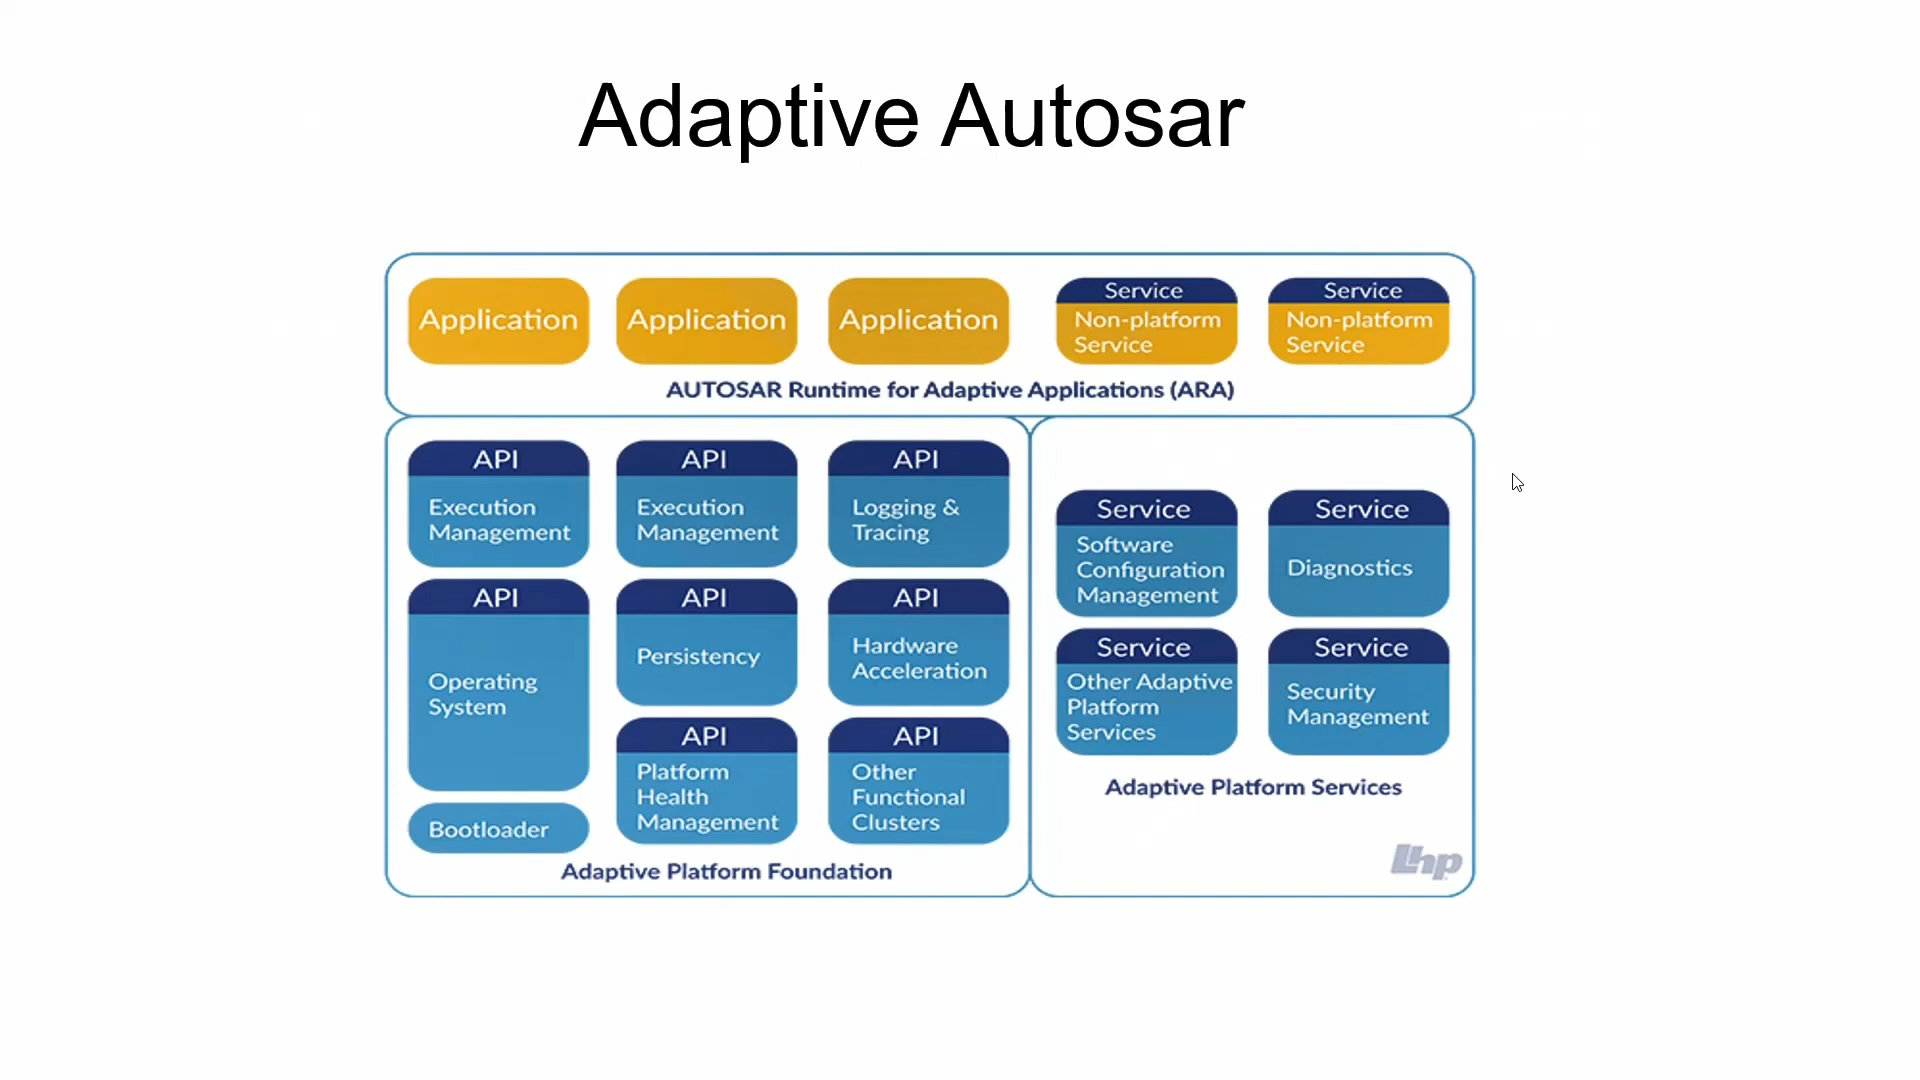 Adaptive Autosar
Application
Application
Application
Service
Non-platform
Service
Service
Non-platform
Service
AUTOSAR Runtime for Adaptive Applications (ARA)
API
Execution
Management
API
Execution
Management
API
Logging &
Tracing
API
Operating
System
API
Persistency
API
Hardware
Acceleration
API
Platform
Health
Management
API
Other
Functional
Clusters
Bootloader
Adaptive Platform Foundation
Service
Software
Configuration
Management
Service
Diagnostics
Service
Other Adaptive
Platform
Services
Service
Security
Management
Adaptive Platform Services
Lhp